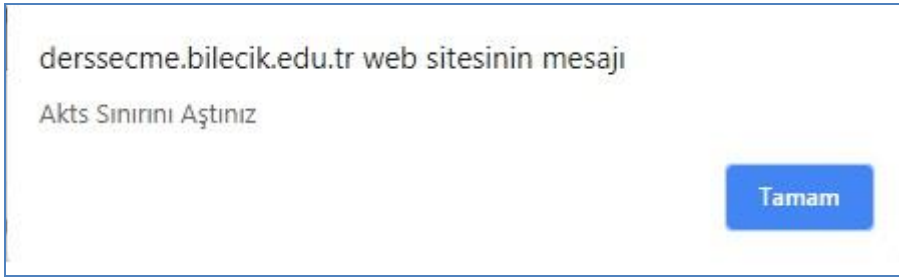 derssecme.bilecik.edu.tr web sitesinin mesajı
Akts Sınırını Aştınız
Tamam